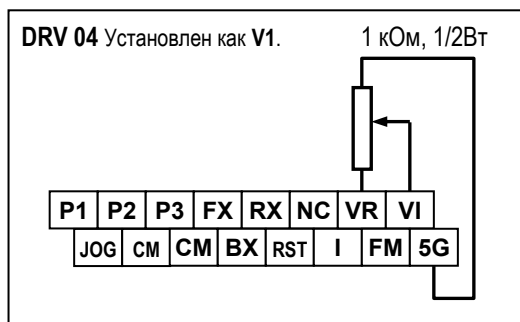 DRV 04 Установлен как V1. 1 кОм, 1/2Вт
P1 P2 P3 FX RX NC VR VI
JOG CM CM BX RST I FM 5G